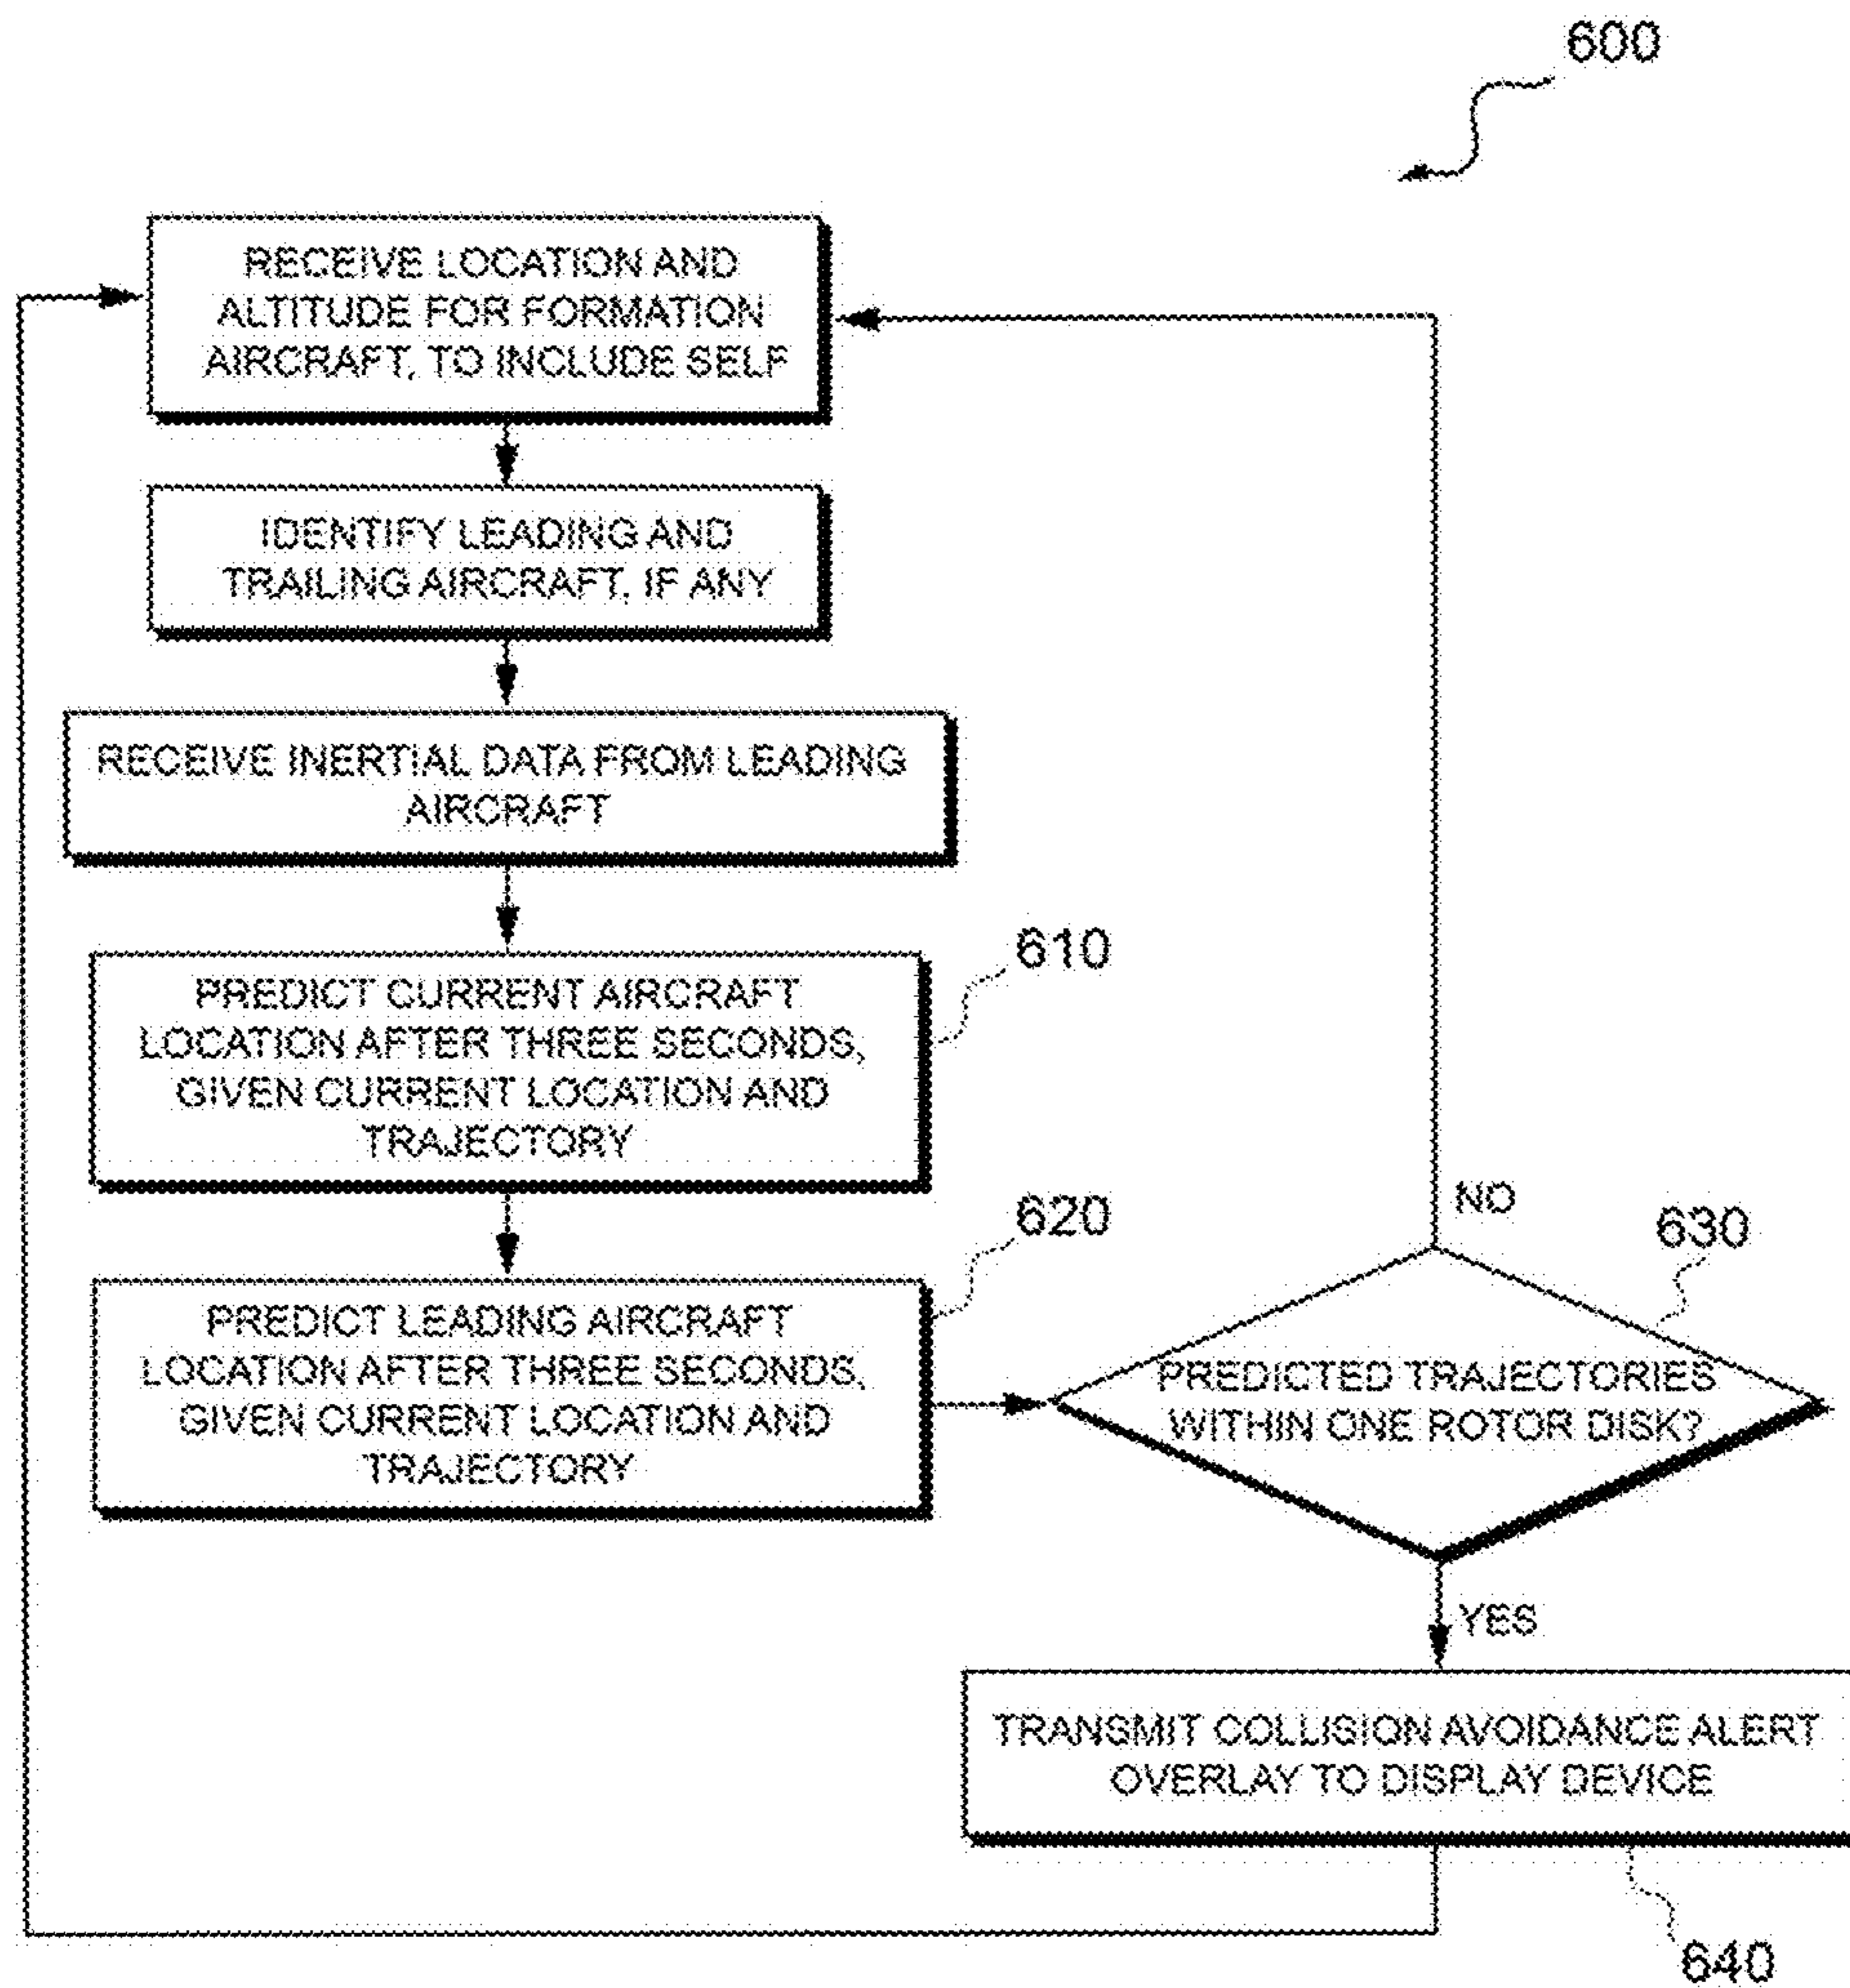 600
RECEIVE LOCATION AND
ALTITUDE FOR FORMATION
AIRCRAFT, TO INCLUDE SELF
IDENTIFY LEADING AND
TRAILING AIRCRAFT, IF ANY
RECEIVE INERTIAL DATA FROM LEADING
AIRCRAFT
610
PREDICT CURRENT AIRCRAFT
LOCATION AFTER THREE SECONDS,
GIVEN CURRENT LOCATION AND
TRAJECTORY
620
PREDICT LEADING AIRCRAFT
LOCATION AFTER THREE SECONDS,
GIVEN CURRENT LOCATION AND
TRAJECTORY
NO
630
PREDICTED TRAJECTORIES
WITHIN ONE ROTOR DISK?
YES
TRANSMIT COLLISION AVOIDANCE ALERT
OVERLAY TO DISPLAY DEVICE
640